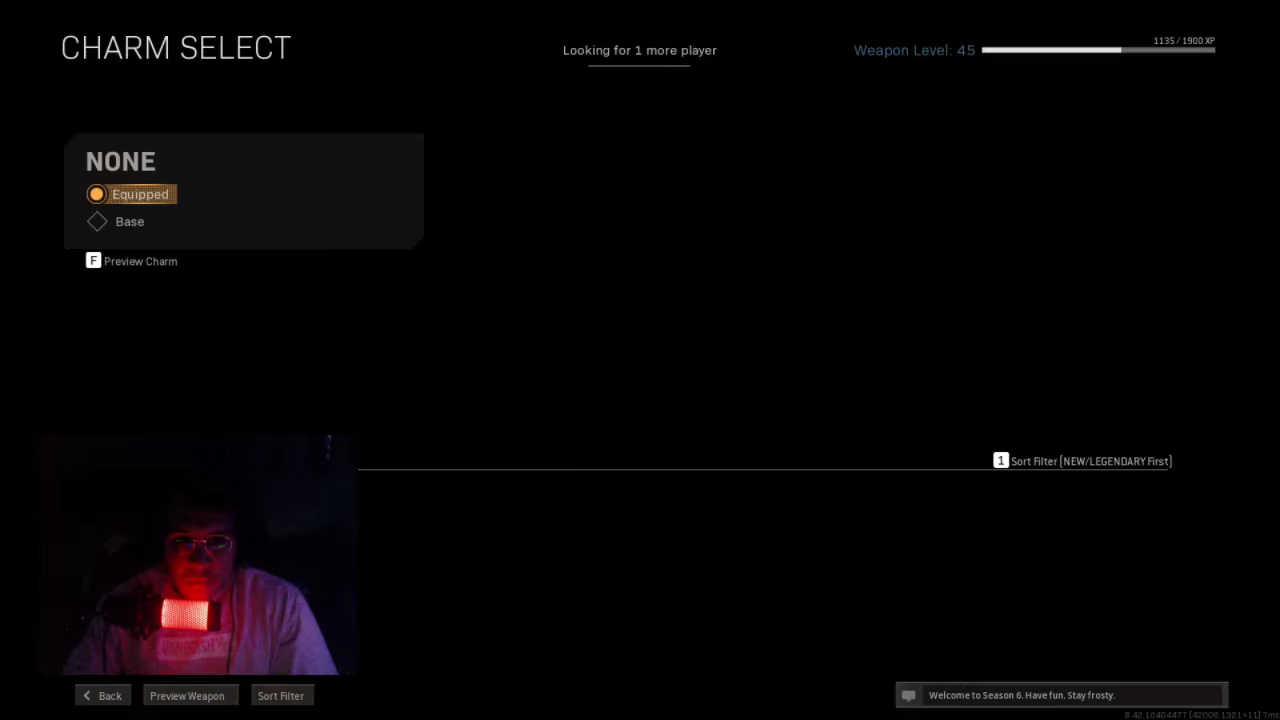 CHARM SELECT
Looking for 1 more player
Weapon Level: 45
1135 / 1900 XP
NONE
Equipped
Base
F Preview Charm
1 Sort Filter [NEW/LEGENDARY First]
Back
Preview Weapon
Sort Filter
Welcome to Season 6. Have fun. Stay frosty.